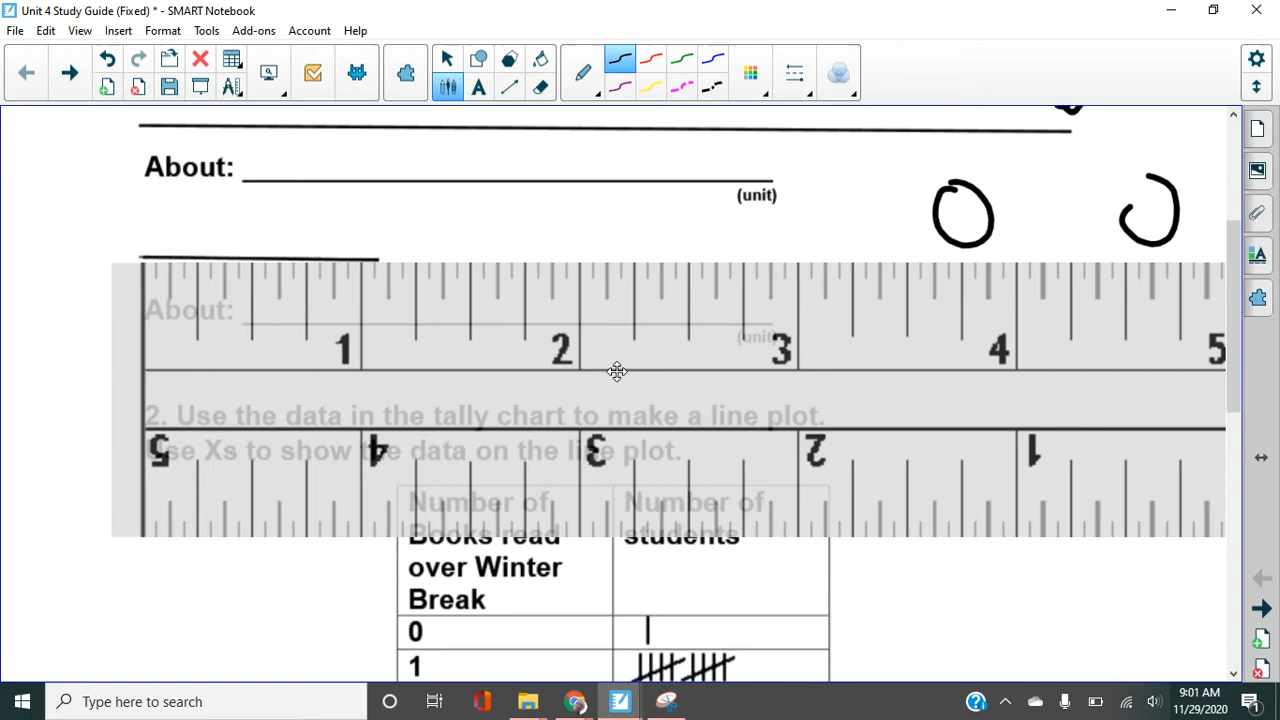 Unit 4 Study Guide (Fixed) * - SMART Notebook
File Edit View Insert Format Tools Add-ons Account Help
About:
(unit)
About:
(unit)
1 2 3 4 5
2. Use the data in the tally chart to make a line plot.
Use Xs to show the data on the line plot.
5 4 3 2 1
Number of Books read over Winter Break
Number of students
0
1
Type here to search
9:01 AM
11/29/2020